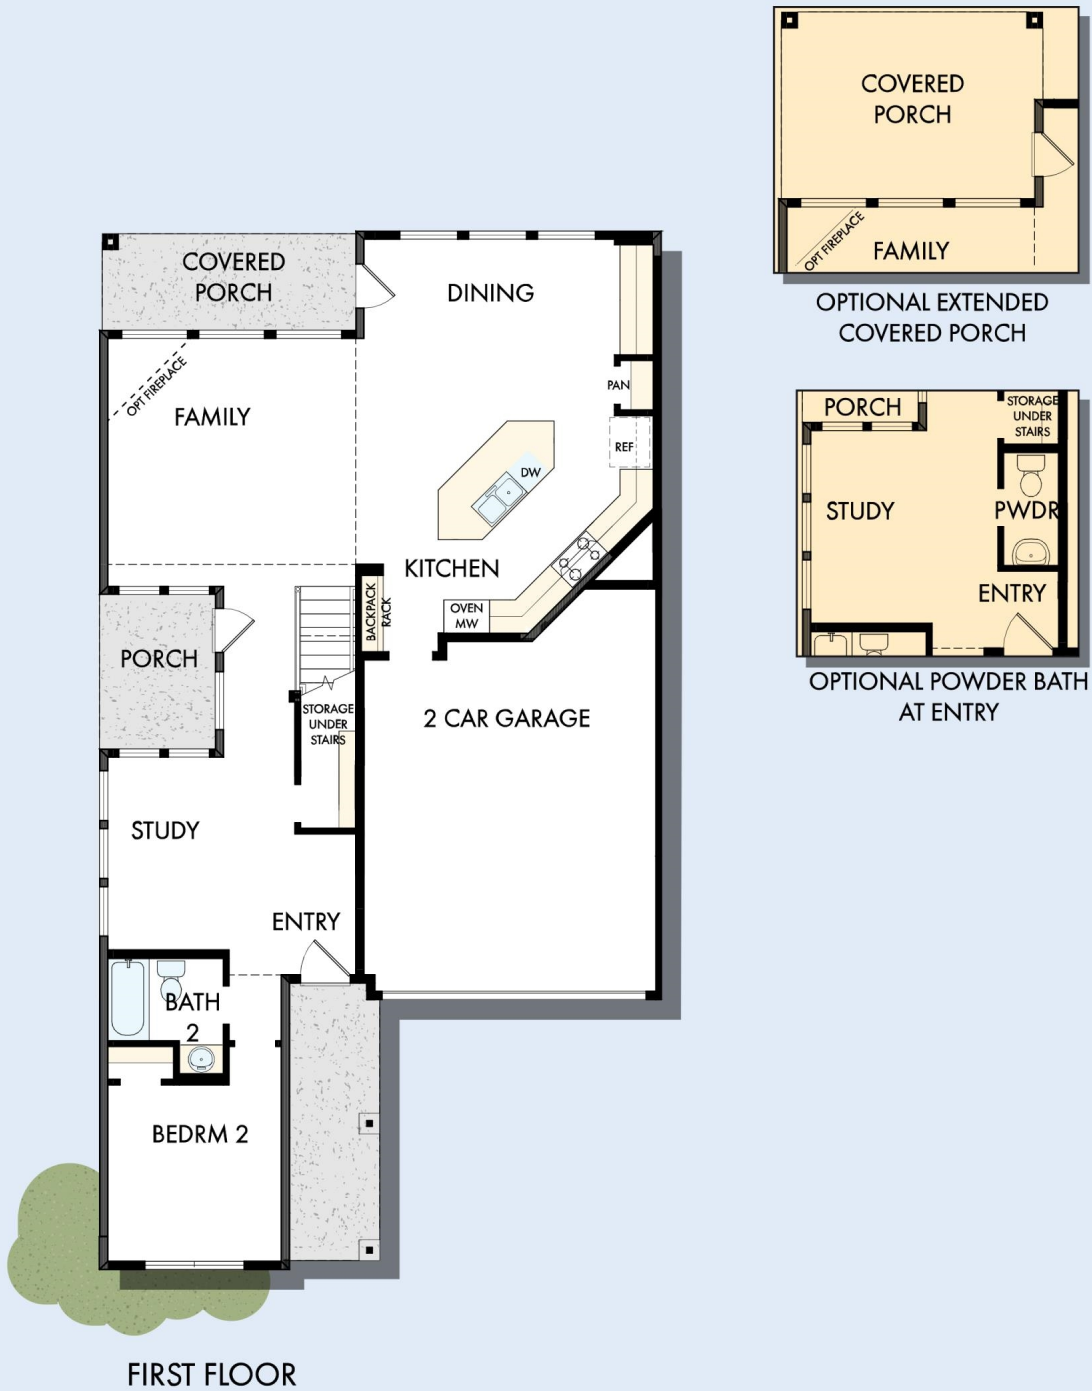 COVERED
PORCH
OPT FIREPLACE
FAMILY
OPTIONAL EXTENDED
COVERED PORCH
COVERED
PORCH
DINING
OPT FIREPLACE
FAMILY
PAN
REF
DW
KITCHEN
OVEN
MW
BACKPACK
RACK
PORCH
STORAGE
UNDER
STAIRS
2 CAR GARAGE
STUDY
ENTRY
BATH
2
BEDRM 2
PORCH
STORAGE
UNDER
STAIRS
STUDY
PWDR
ENTRY
OPTIONAL POWDER BATH
AT ENTRY
FIRST FLOOR